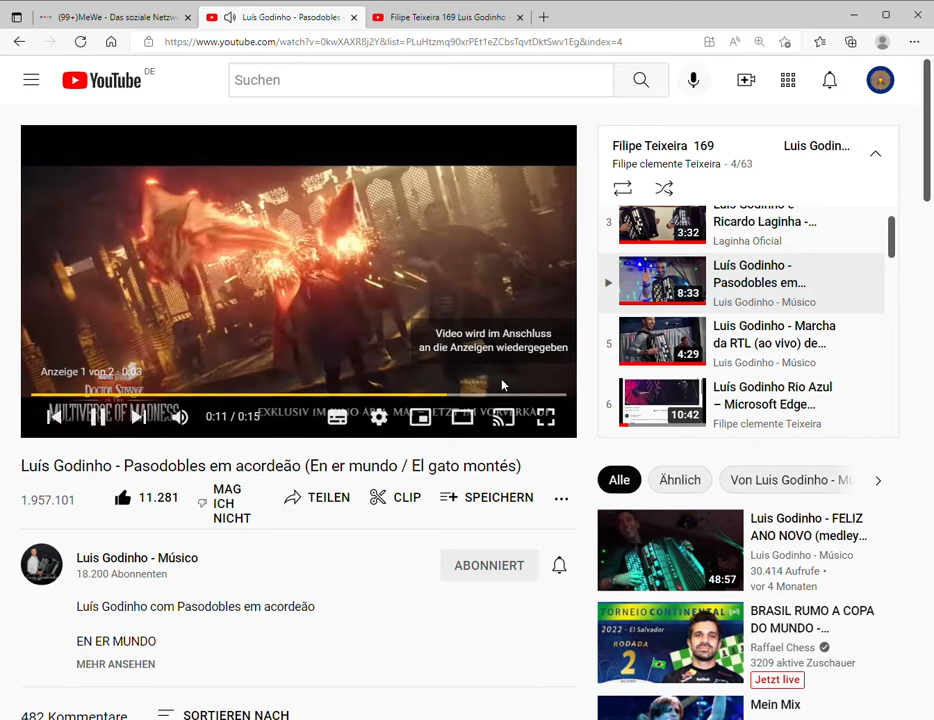 (99+)MeWe - Das soziale Netzw
Luís Godinho - Pasodobles
Filipe Teixeira 169 Luis Godinho
https://www.youtube.com/watch?v=0kwXAXR8j2Y&list=PLuHtzmq90xrPEt1eZCbsTqvtDktSwv1Eg&index=4
YouTube DE
Suchen
Video wird im Anschluss
an die Anzeigen wiedergegeben
Anzeige 1 von 2 · 0:03
DOCTOR STRANGE
MULTIVERSE OF MADNESS
0:11 / 0:15
Luís Godinho - Pasodobles em acordeão (En er mundo / El gato montés)
1.957.101
11.281
MAG
ICH
NICHT
TEILEN
CLIP
SPEICHERN
Luis Godinho - Músico
18.200 Abonnenten
ABONNIERT
Luís Godinho com Pasodobles em acordeão
EN ER MUNDO
MEHR ANSEHEN
482 Kommentare
SORTIEREN NACH
Filipe Teixeira 169 Luis Godin...
Filipe clemente Teixeira - 4/63
3
3:32
Luis Godinho e
Ricardo Laginha -...
Laginha Oficial
8:33
Luís Godinho -
Pasodobles em...
Luis Godinho - Músico
5
4:29
Luis Godinho - Marcha
da RTL (ao vivo) de...
Luis Godinho - Músico
6
10:42
Luís Godinho Rio Azul
– Microsoft Edge...
Filipe clemente Teixeira
Alle
Ähnlich
Von Luis Godinho - Mú
48:57
Luis Godinho - FELIZ
ANO NOVO (medley...
Luis Godinho - Músico
30.414 Aufrufe •
vor 4 Monaten
TORNEIO CONTINENTAL
2022 - El Salvador
RODADA
2
BRASIL RUMO A COPA
DO MUNDO -...
Raffael Chess
3209 aktive Zuschauer
Jetzt live
Mein Mix